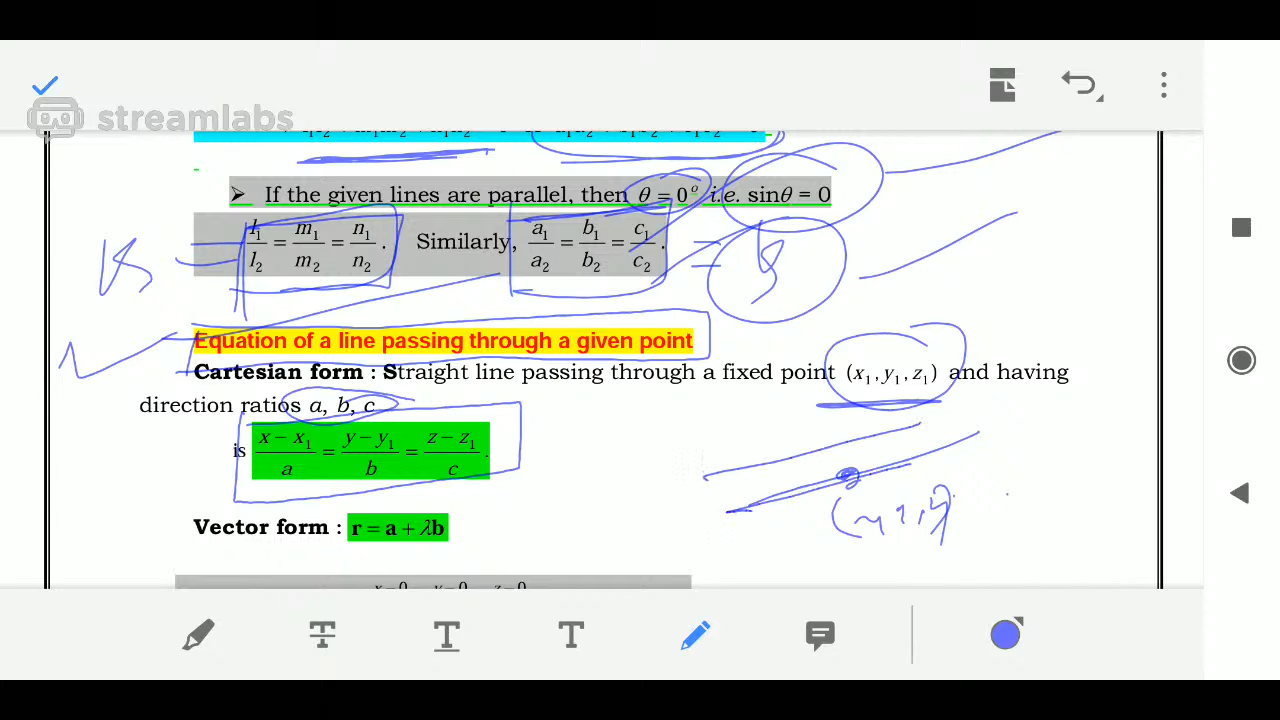 streamlabs
➢ If the given lines are parallel, then θ = 0° i.e. sinθ = 0
l₁/l₂ = m₁/m₂ = n₁/n₂ . Similarly, a₁/a₂ = b₁/b₂ = c₁/c₂ .
Equation of a line passing through a given point
Cartesian form : Straight line passing through a fixed point (x₁, y₁, z₁) and having
direction ratios a, b, c
is (x − x₁)/a = (y − y₁)/b = (z − z₁)/c .
Vector form : r = a + λb